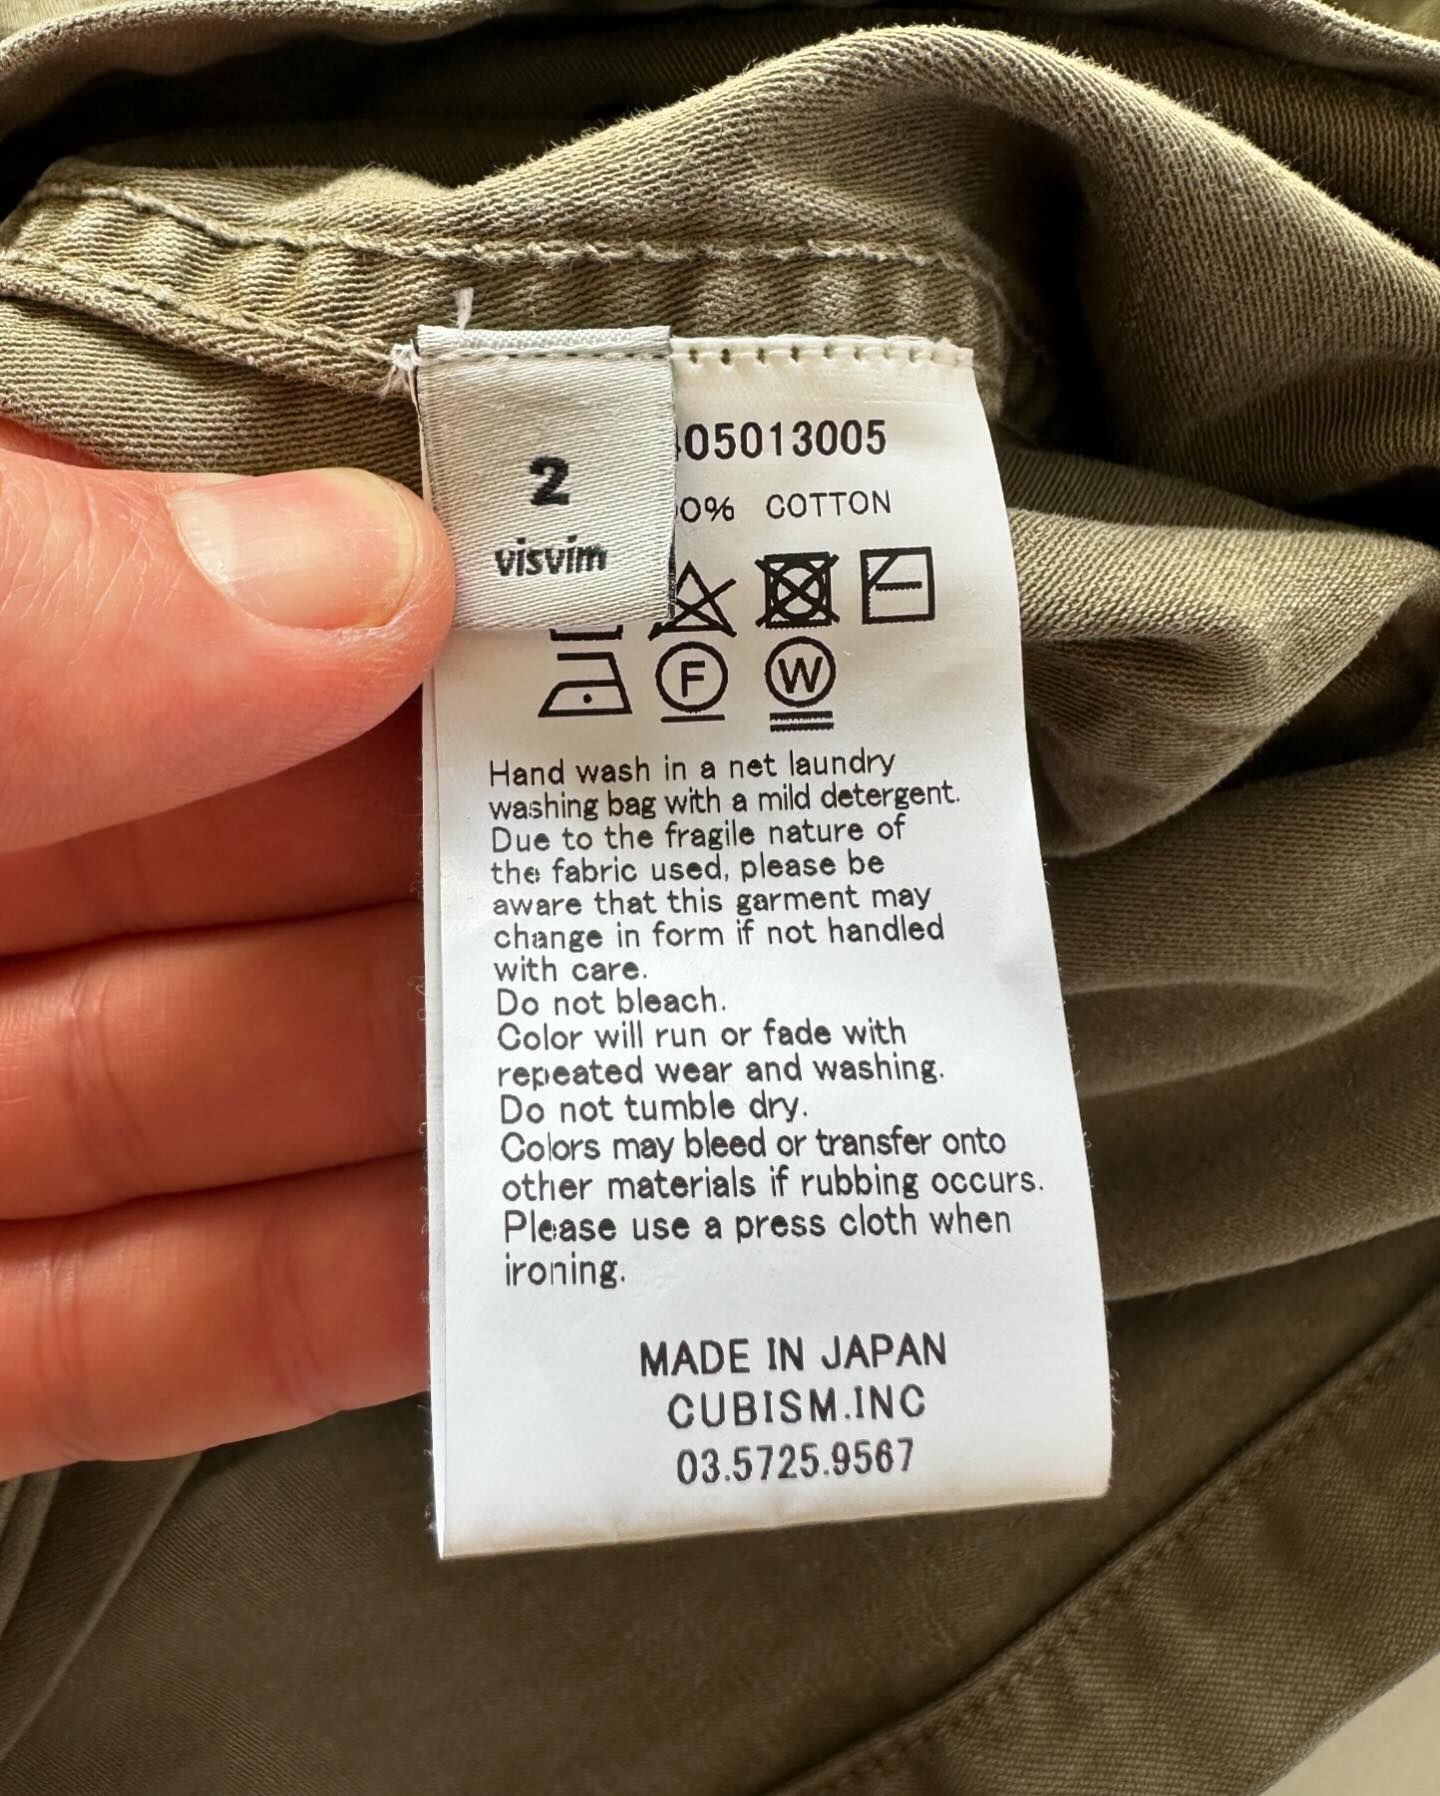 2
visvim
05013005
0% COTTON
F W
Hand wash in a net laundry
washing bag with a mild detergent.
Due to the fragile nature of
the fabric used, please be
aware that this garment may
change in form if not handled
with care.
Do not bleach.
Color will run or fade with
repeated wear and washing.
Do not tumble dry.
Colors may bleed or transfer onto
other materials if rubbing occurs.
Please use a press cloth when
ironing.
MADE IN JAPAN
CUBISM.INC
03.5725.9567